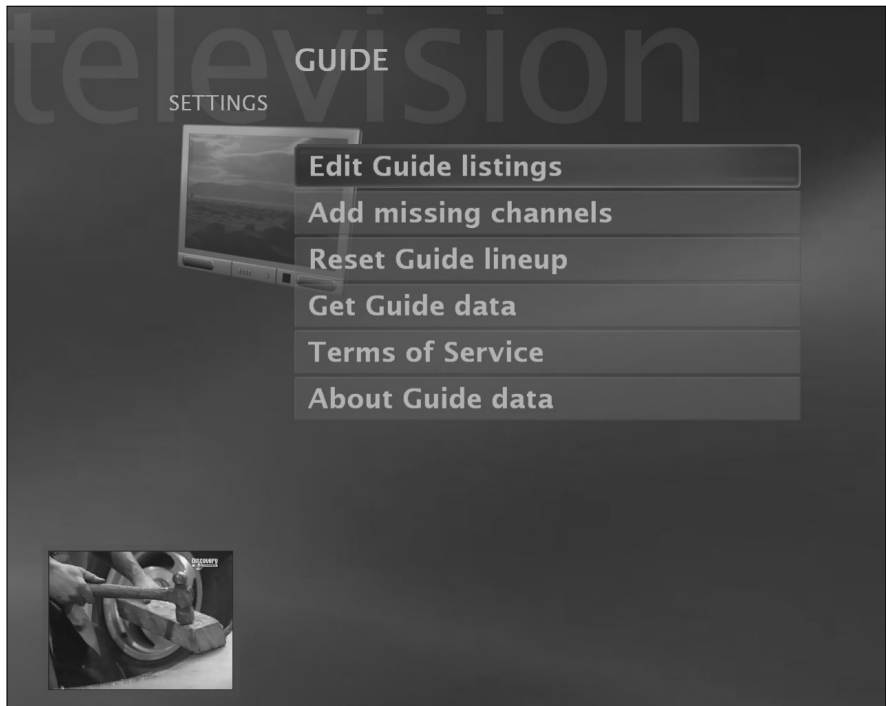 television
GUIDE
SETTINGS
Edit Guide listings
Add missing channels
Reset Guide lineup
Get Guide data
Terms of Service
About Guide data
Discovery